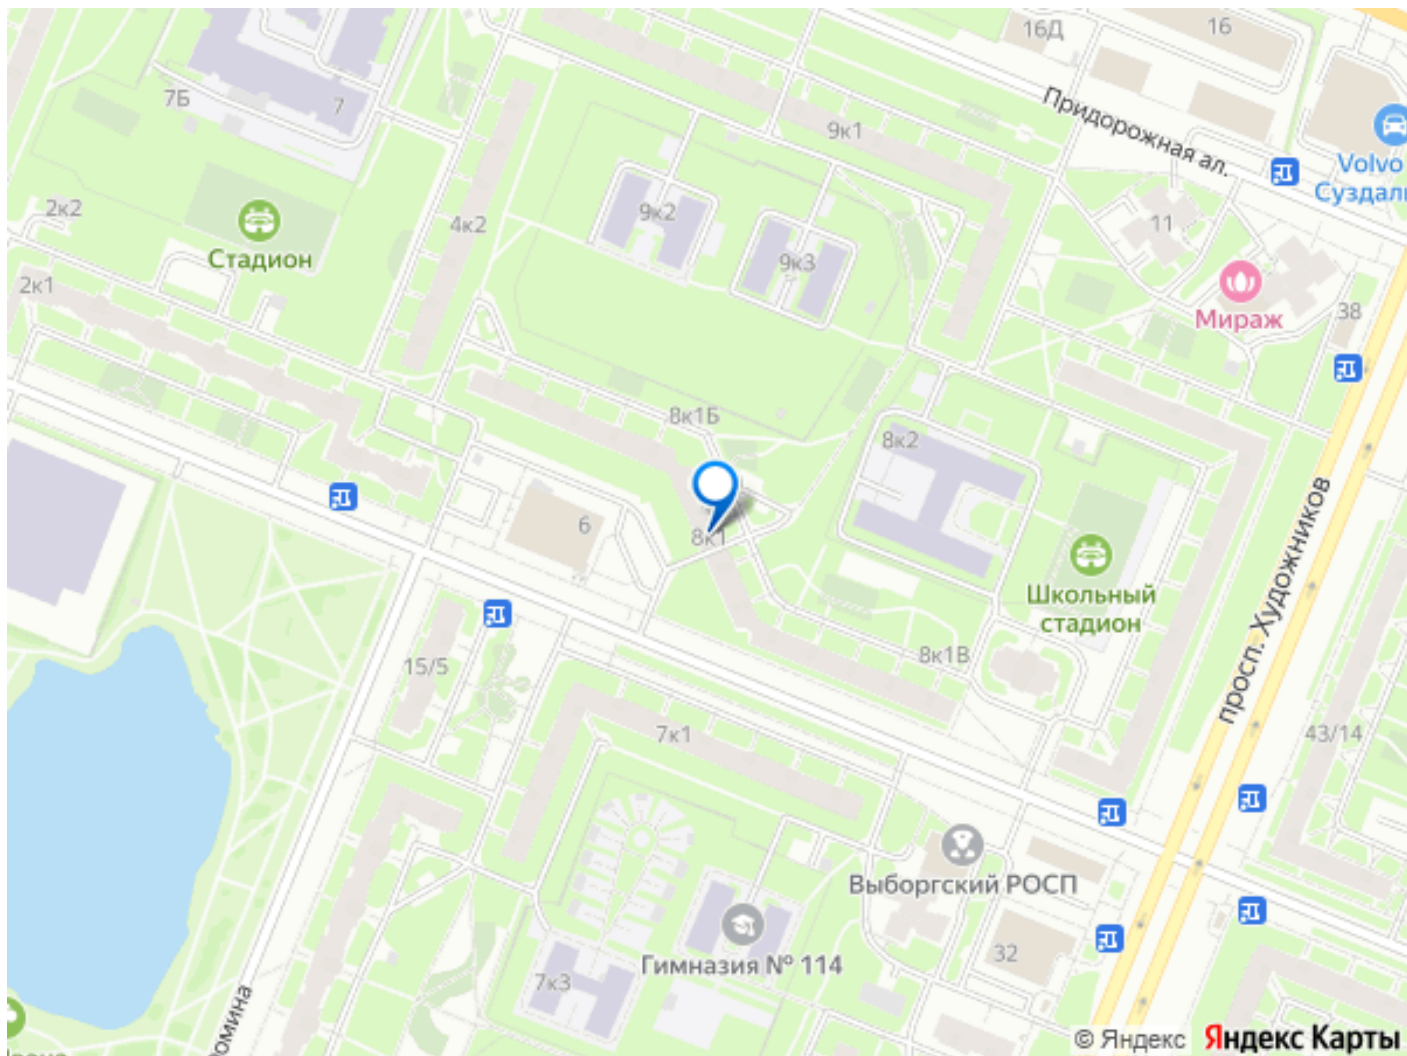 16Д
16
7Б
7
Придорожная ал.
9к1
Volvo
Суздаль
2к2
9к2
11
4к2
Стадион
9к3
2к1
Мираж
38
8к1Б
8к2
просп. Художников
6
8к1
Школьный
стадион
15/5
8к1В
7к1
43/14
Выборгский РОСП
32
Гимназия № 114
7к3
омина
© Яндекс Яндекс Карты